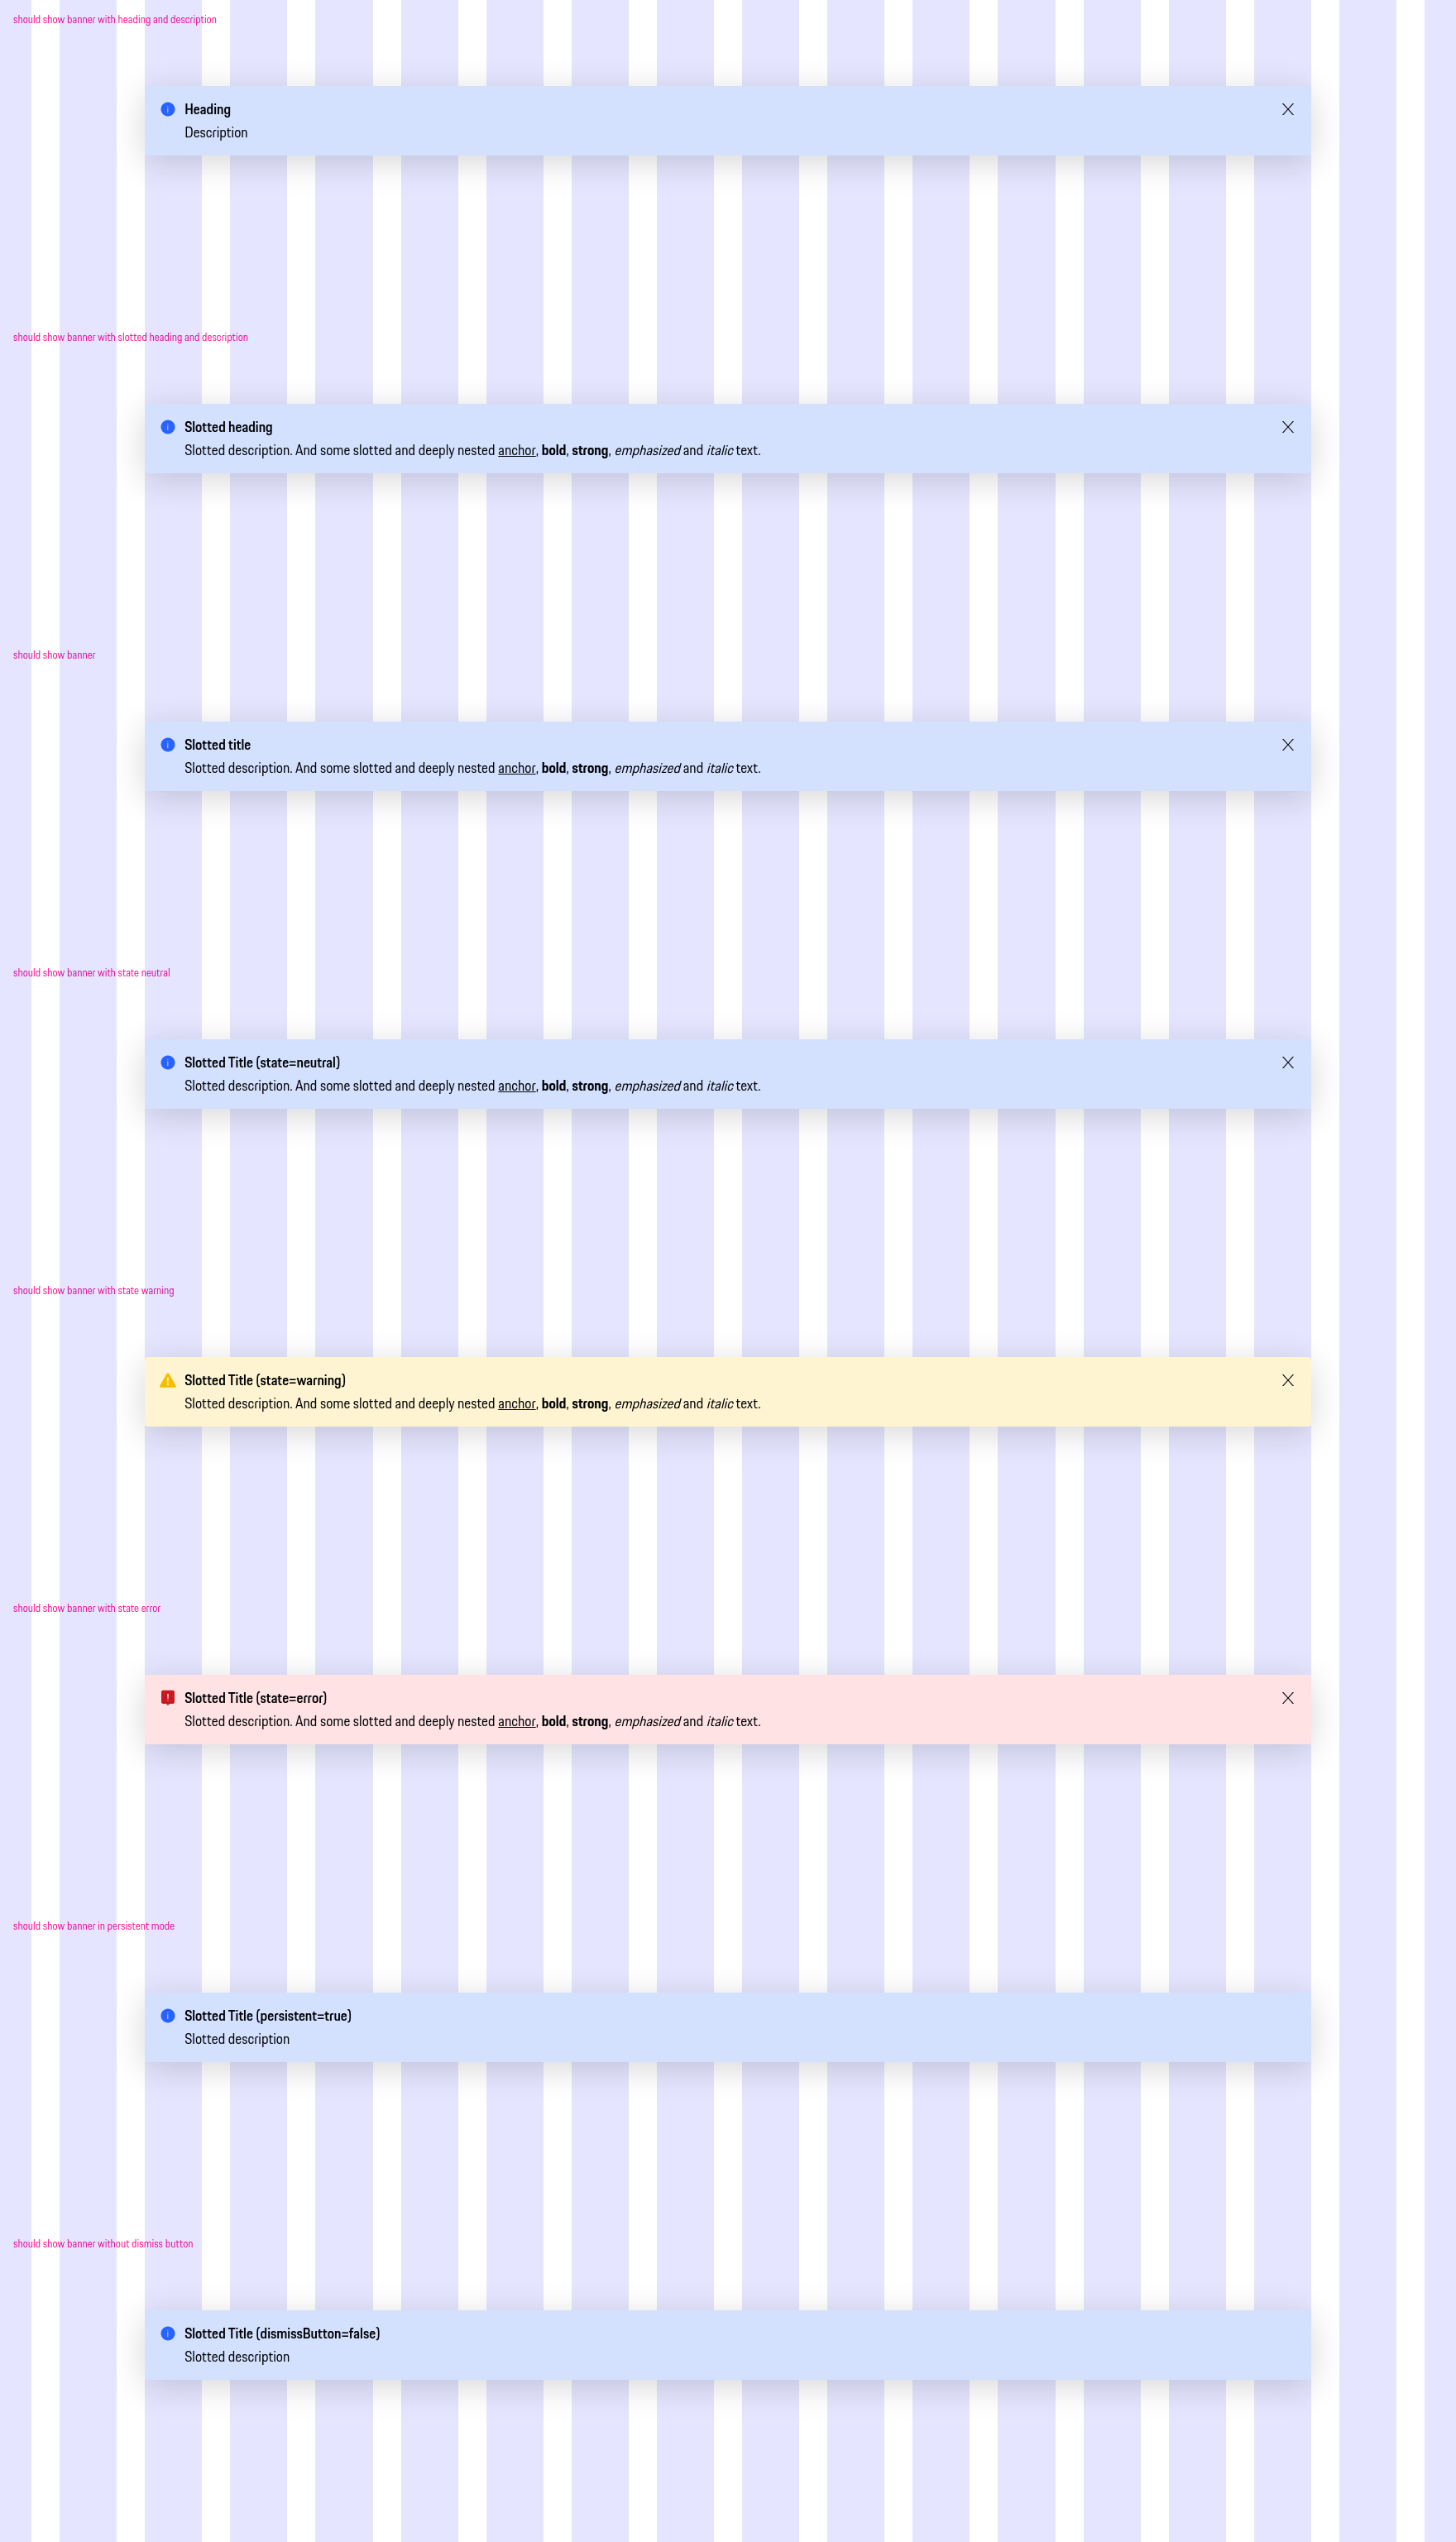 should show banner with heading and description
Heading
Description
should show banner with slotted heading and description
Slotted heading
Slotted description. And some slotted and deeply nested anchor, bold, strong, emphasized and italic text.
should show banner
Slotted title
Slotted description. And some slotted and deeply nested anchor, bold, strong, emphasized and italic text.
should show banner with state neutral
Slotted Title (state=neutral)
Slotted description. And some slotted and deeply nested anchor, bold, strong, emphasized and italic text.
should show banner with state warning
Slotted Title (state=warning)
Slotted description. And some slotted and deeply nested anchor, bold, strong, emphasized and italic text.
should show banner with state error
Slotted Title (state=error)
Slotted description. And some slotted and deeply nested anchor, bold, strong, emphasized and italic text.
should show banner in persistent mode
Slotted Title (persistent=true)
Slotted description
should show banner without dismiss button
Slotted Title (dismissButton=false)
Slotted description